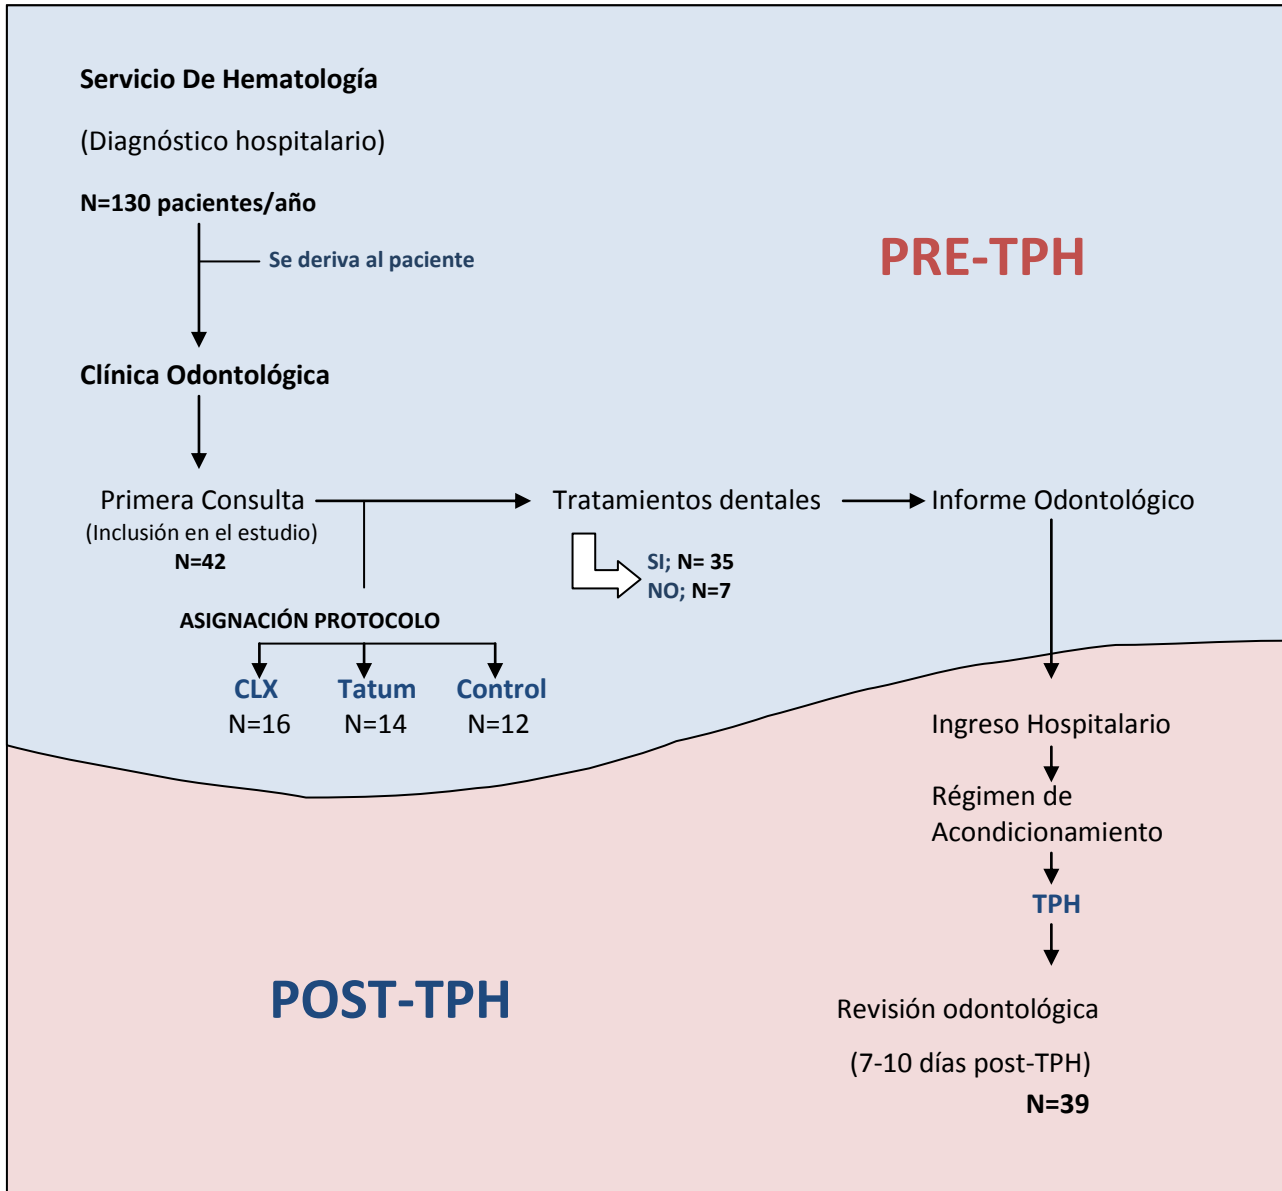 Servicio De Hematología
(Diagnóstico hospitalario)
N=130 pacientes/año
Se deriva al paciente
PRE-TPH
Clínica Odontológica
Primera Consulta
(Inclusión en el estudio)
N=42
Tratamientos dentales
SI; N= 35
NO; N=7
Informe Odontológico
ASIGNACIÓN PROTOCOLO
CLX Tatum Control
N=16 N=14 N=12
Ingreso Hospitalario
Régimen de
Acondicionamiento
TPH
POST-TPH
Revisión odontológica
(7-10 días post-TPH)
N=39